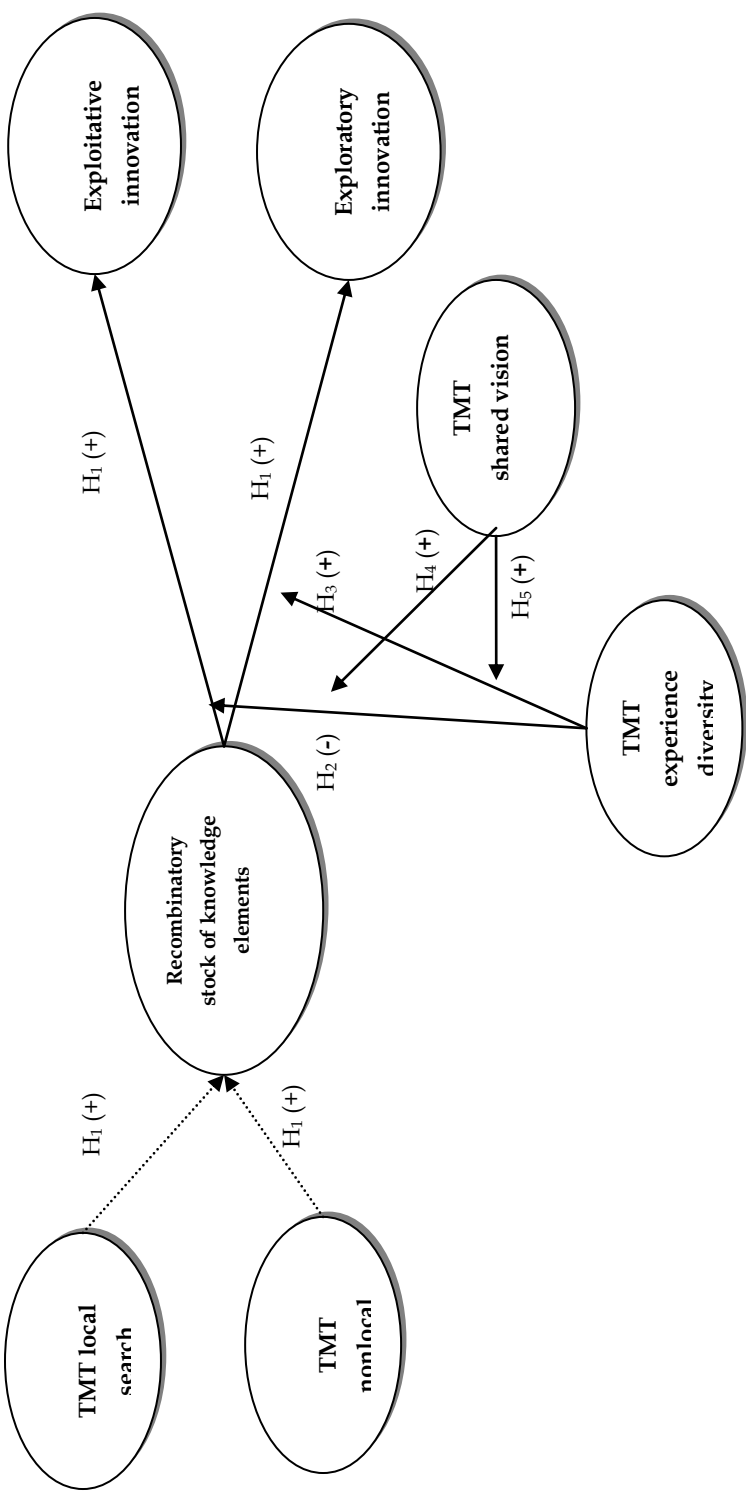 TMT local
search
H₁ (+)
H₁ (+)
Exploitative
innovation
Recombinatory
stock of knowledge
elements
TMT
nonlocal
H₁ (+)
H₁ (+)
Exploratory
innovation
H₂ (-)
H₃ (+)
H₄ (+)
H₅ (+)
TMT
shared vision
TMT
experience
diversity